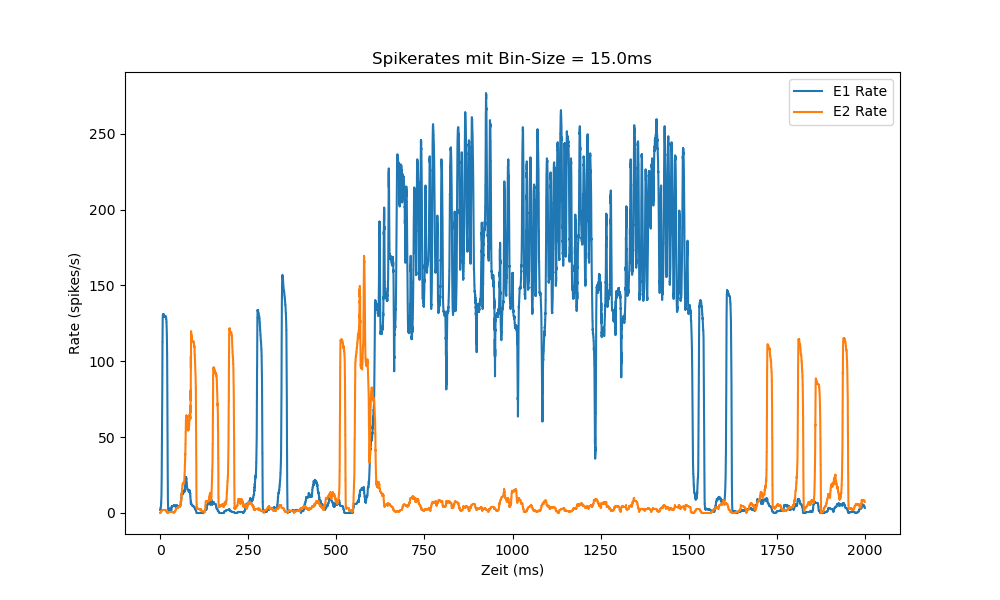 Spikerates mit Bin-Size = 15.0ms
E1 Rate
E2 Rate
Rate (spikes/s)
250
200
150
100
50
0
0 250 500 750 1000 1250 1500 1750 2000
Zeit (ms)